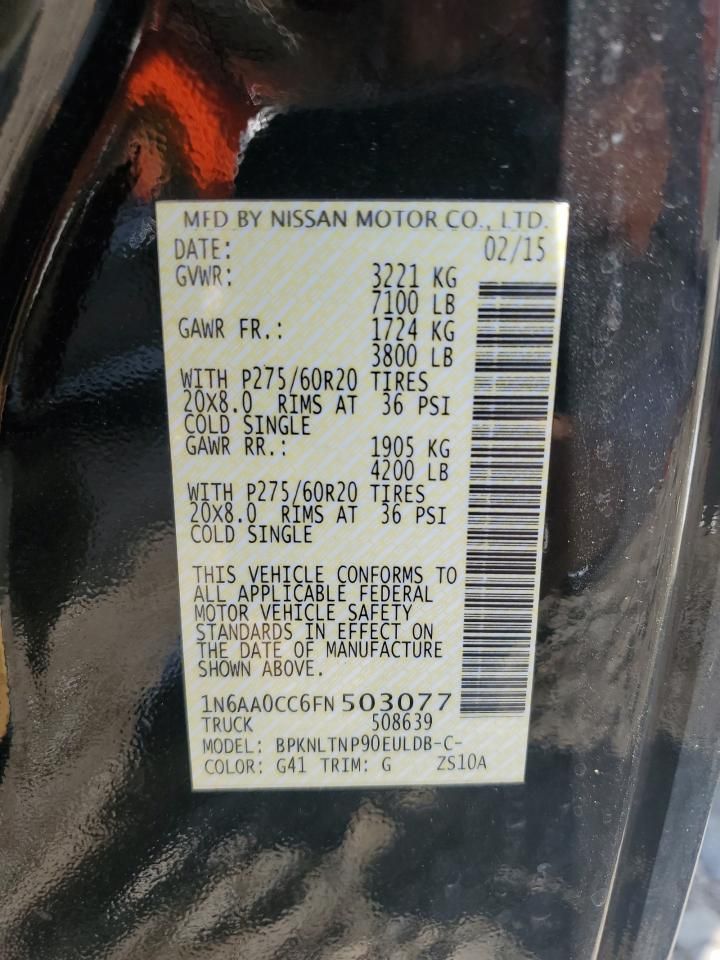 MFD BY NISSAN MOTOR CO., LTD.
DATE: 02/15
GVWR: 3221 KG
7100 LB
GAWR FR.: 1724 KG
3800 LB
WITH P275/60R20 TIRES
20X8.0 RIMS AT 36 PSI
COLD SINGLE
GAWR RR.: 1905 KG
4200 LB
WITH P275/60R20 TIRES
20X8.0 RIMS AT 36 PSI
COLD SINGLE
THIS VEHICLE CONFORMS TO
ALL APPLICABLE FEDERAL
MOTOR VEHICLE SAFETY
STANDARDS IN EFFECT ON
THE DATE OF MANUFACTURE
SHOWN ABOVE.
1N6AA0CC6FN 503077
TRUCK 508639
MODEL: BPKNLTNP90EULDB-C-
COLOR: G41 TRIM: G ZS10A